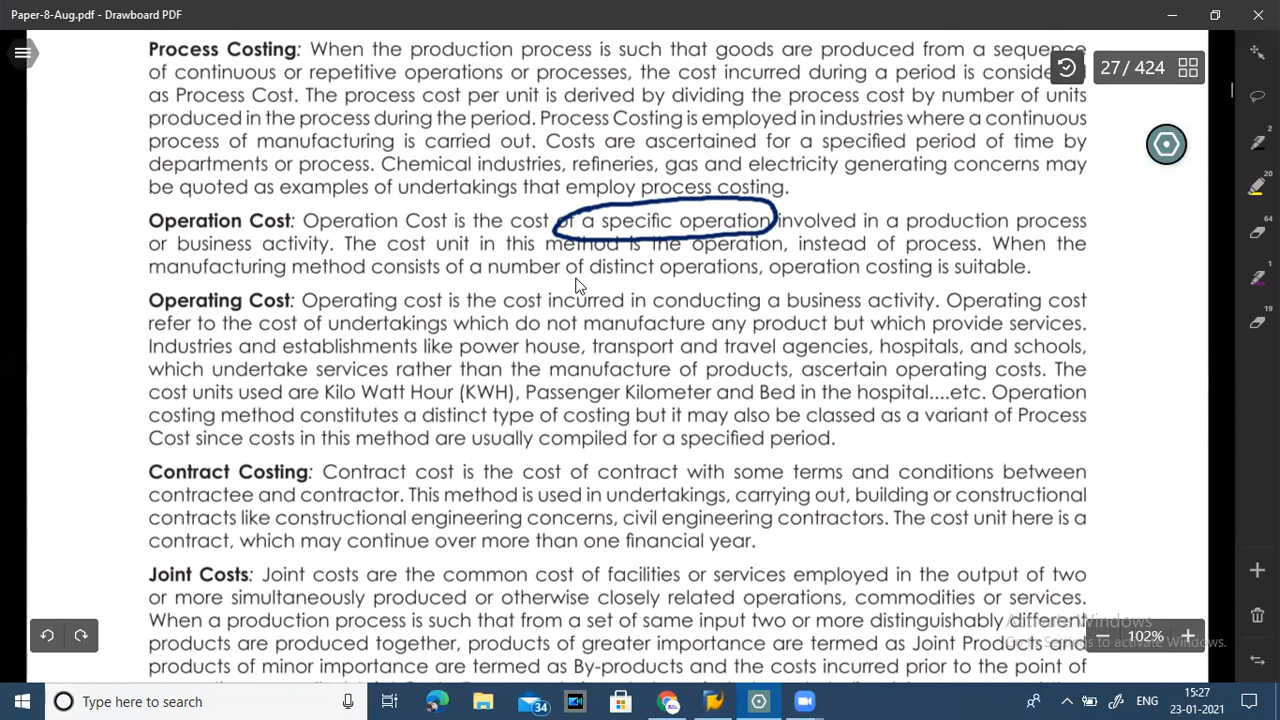 Paper-8-Aug.pdf - Drawboard PDF
Process Costing: When the production process is such that goods are produced from a sequence
27 / 424
of continuous or repetitive operations or processes, the cost incurred during a period is
as Process Cost. The process cost per unit is derived by dividing the process cost by number of units
produced in the process during the period. Process Costing is employed in industries where a continuous
process of manufacturing is carried out. Costs are ascertained for a specified period of time by
departments or process. Chemical industries, refineries, gas and electricity generating concerns may
be quoted as examples of undertakings that employ process costing.
20
Operation Cost: Operation Cost is the cost of a specific operation involved in a production process
64
or business activity. The cost unit in this method is the operation, instead of process. When the
manufacturing method consists of a number of distinct operations, operation costing is suitable.
Operating Cost: Operating cost is the cost incurred in conducting a business activity. Operating cost
19
refer to the cost of undertakings which do not manufacture any product but which provide services.
Industries and establishments like power house, transport and travel agencies, hospitals, and schools,
which undertake services rather than the manufacture of products, ascertain operating costs. The
cost units used are Kilo Watt Hour (KWH), Passenger Kilometer and Bed in the hospital....etc. Operation
costing method constitutes a distinct type of costing but it may also be classed as a variant of Process
Cost since costs in this method are usually compiled for a specified period.
Contract Costing: Contract cost is the cost of contract with some terms and conditions between
contractee and contractor. This method is used in undertakings, carrying out, building or constructional
contracts like constructional engineering concerns, civil engineering contractors. The cost unit here is a
contract, which may continue over more than one financial year.
Joint Costs: Joint costs are the common cost of facilities or services employed in the output of two
or more simultaneously produced or otherwise closely related operations, commodities or services.
When a production process is such that from a set of same input two or more distinguishably different
products are produced together, products of greater importance are termed as Joint Products and
102%
products of minor importance are termed as By-products and the costs incurred prior to the point of
Type here to search
34
ENG
15:27
23-01-2021